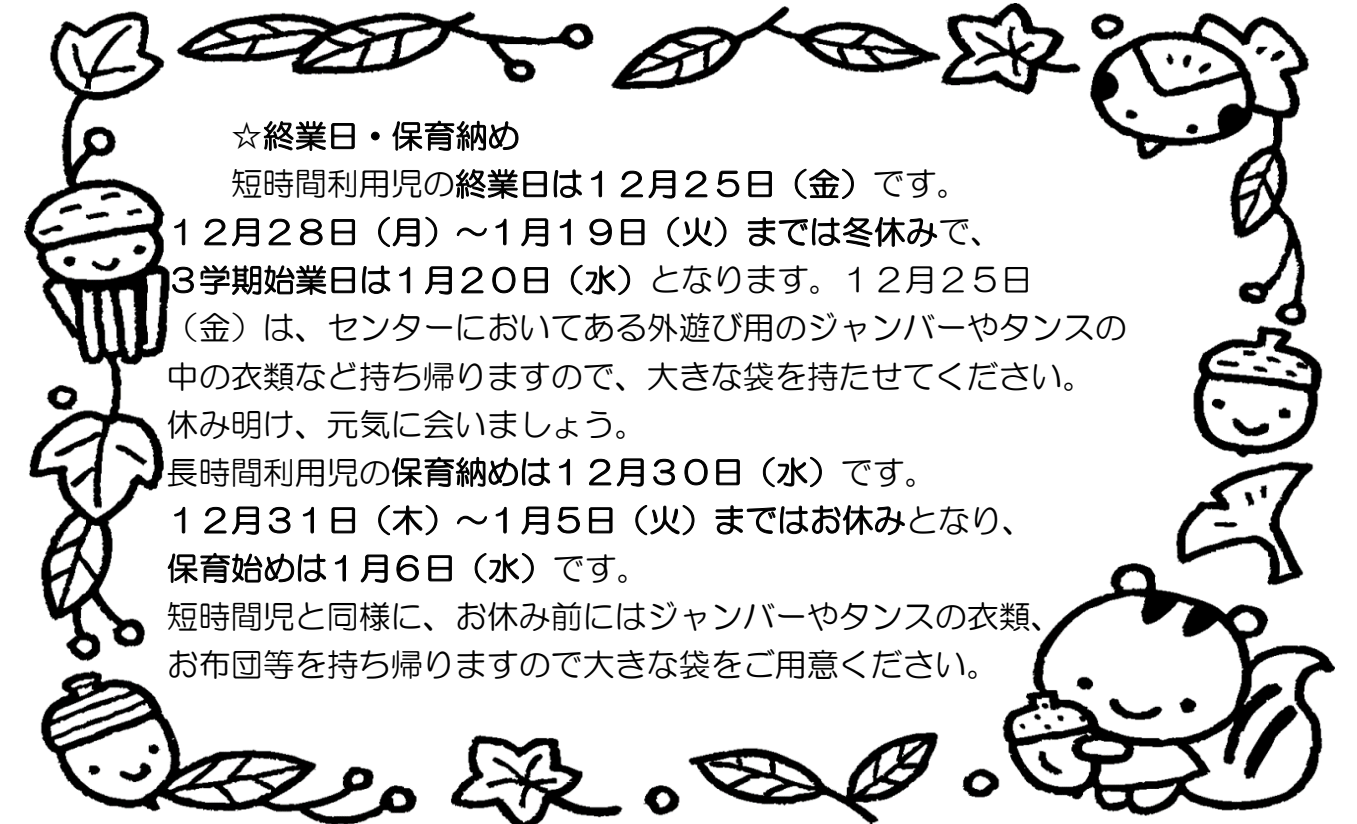 ☆終業日・保育納め
短時間利用児の終業日は１２月２５日（金）です。
１２月２８日（月）～１月１９日（火）までは冬休みで、
３学期始業日は１月２０日（水）となります。１２月２５日
（金）は、センターにおいてある外遊び用のジャンバーやタンスの
中の衣類など持ち帰りますので、大きな袋を持たせてください。
休み明け、元気に会いましょう。
長時間利用児の保育納めは１２月３０日（水）です。
１２月３１日（木）～１月５日（火）まではお休みとなり、
保育始めは１月６日（水）です。
短時間児と同様に、お休み前にはジャンバーやタンスの衣類、
お布団等を持ち帰りますので大きな袋をご用意ください。